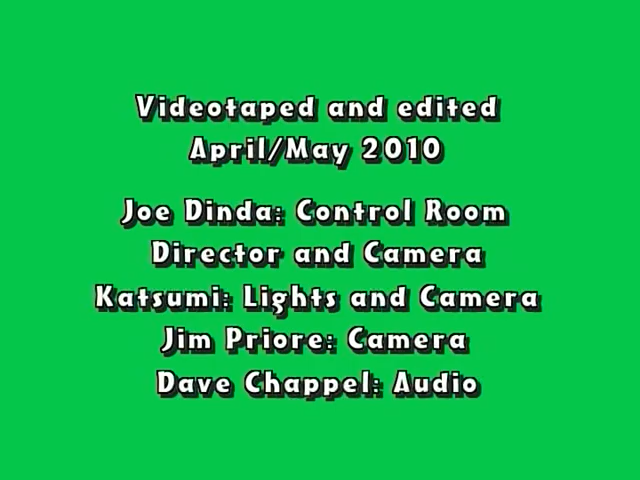 Videotaped and edited
April/May 2010
Joe Dinda: Control Room
Director and Camera
Katsumi: Lights and Camera
Jim Priore: Camera
Dave Chappel: Audio